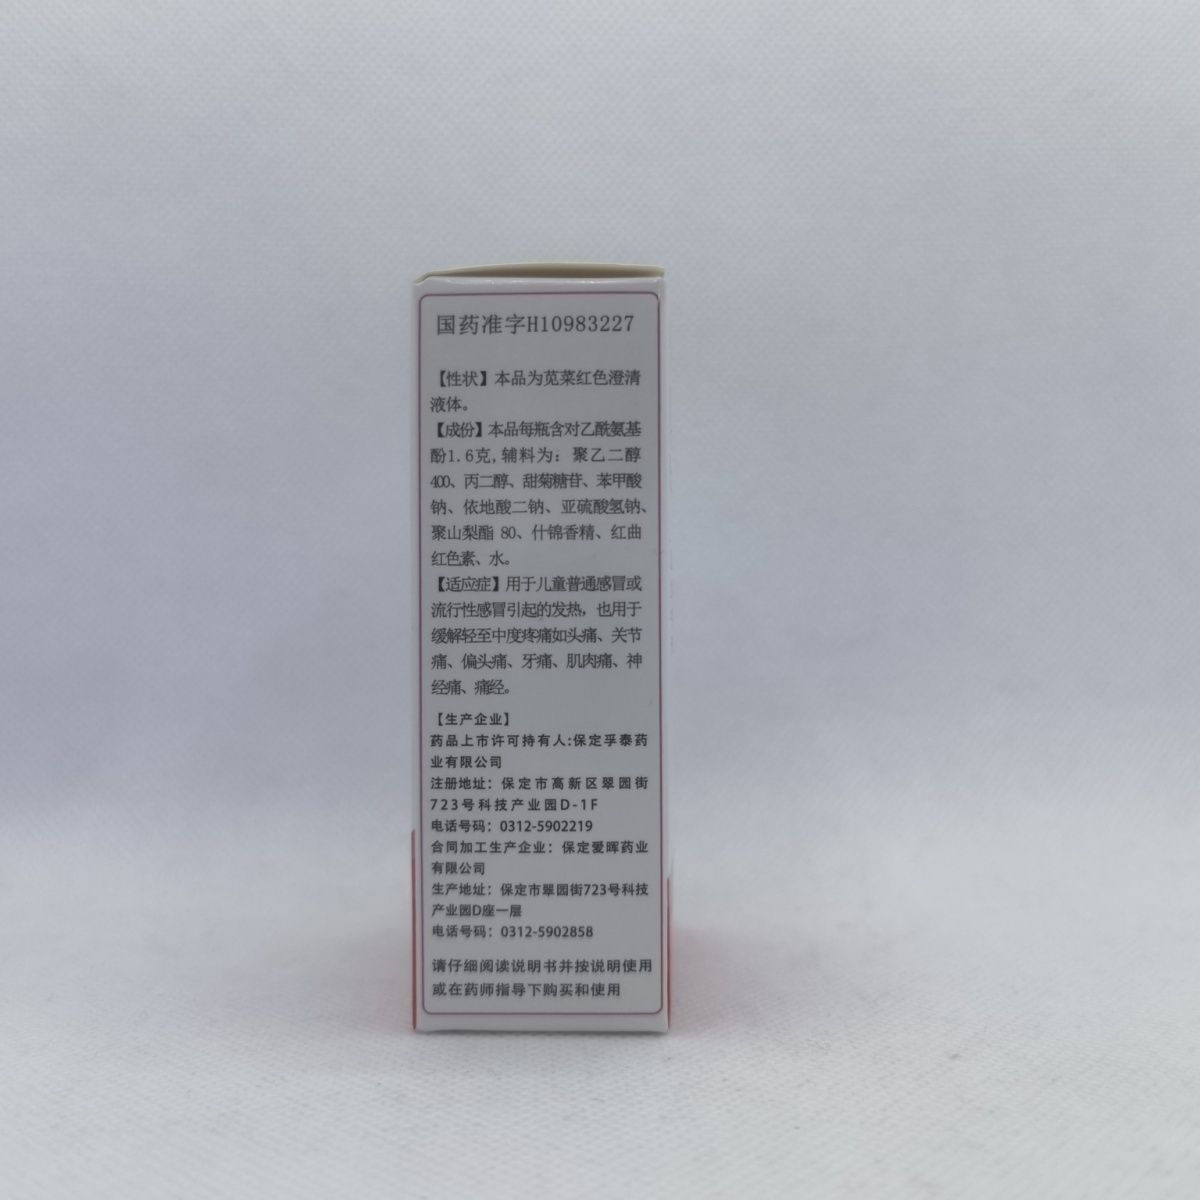 国药准字H10983227
【性状】本品为苋菜红色澄清
液体。
【成份】本品每瓶含对乙酰氨基
酚1.6克,辅料为：聚乙二醇
400、丙二醇、甜菊糖苷、苯甲酸
钠、依地酸二钠、亚硫酸氢钠、
聚山梨酯 80、什锦香精、红曲
红色素、水。
【适应症】用于儿童普通感冒或
流行性感冒引起的发热，也用于
缓解轻至中度疼痛如头痛、关节
痛、偏头痛、牙痛、肌肉痛、神
经痛、痛经。
【生产企业】
药品上市许可持有人:保定孚泰药
业有限公司
注册地址：保定市高新区翠园街
723号科技产业园D-1F
电话号码：0312-5902219
合同加工生产企业：保定爱晖药业
有限公司
生产地址：保定市翠园街723号科技
产业园D座一层
电话号码：0312-5902858
请仔细阅读说明书并按说明使用
或在药师指导下购买和使用